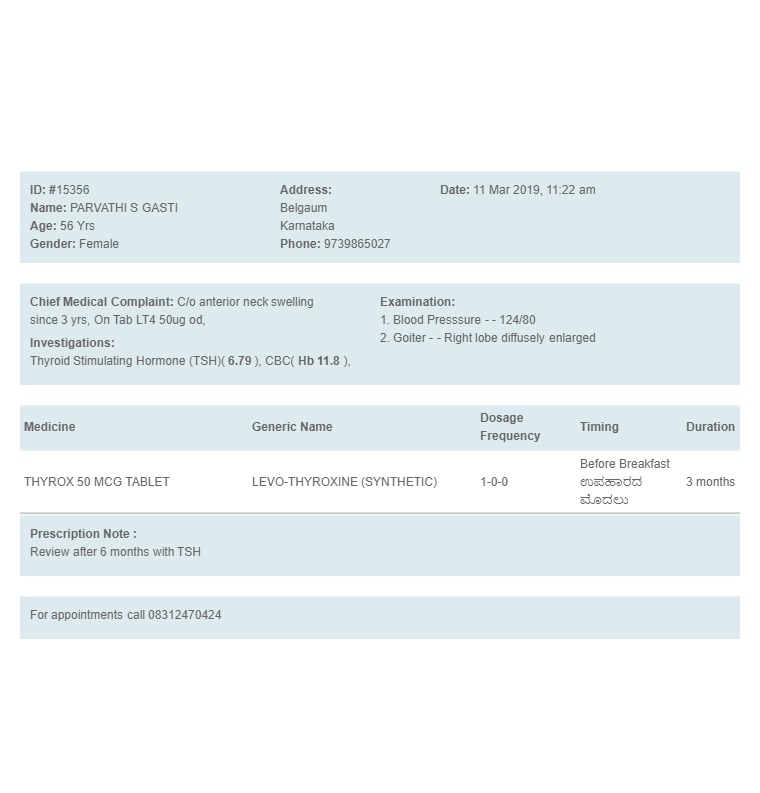 ID: #15356
Name: PARVATHI S GASTI
Age: 56 Yrs
Gender: Female
Address:
Belgaum
Karnataka
Phone: 9739865027
Date: 11 Mar 2019, 11:22 am
Chief Medical Complaint: C/o anterior neck swelling
since 3 yrs, On Tab LT4 50ug od,
Investigations:
Thyroid Stimulating Hormone (TSH)( 6.79 ), CBC( Hb 11.8 ),
Examination:
1. Blood Presssure - - 124/80
2. Goiter - - Right lobe diffusely enlarged
Medicine Generic Name Dosage Frequency Timing Duration
THYROX 50 MCG TABLET LEVO-THYROXINE (SYNTHETIC) 1-0-0 Before Breakfast 3 months
ಉಪಹಾರದ
ಮೊದಲು
Prescription Note :
Review after 6 months with TSH
For appointments call 08312470424